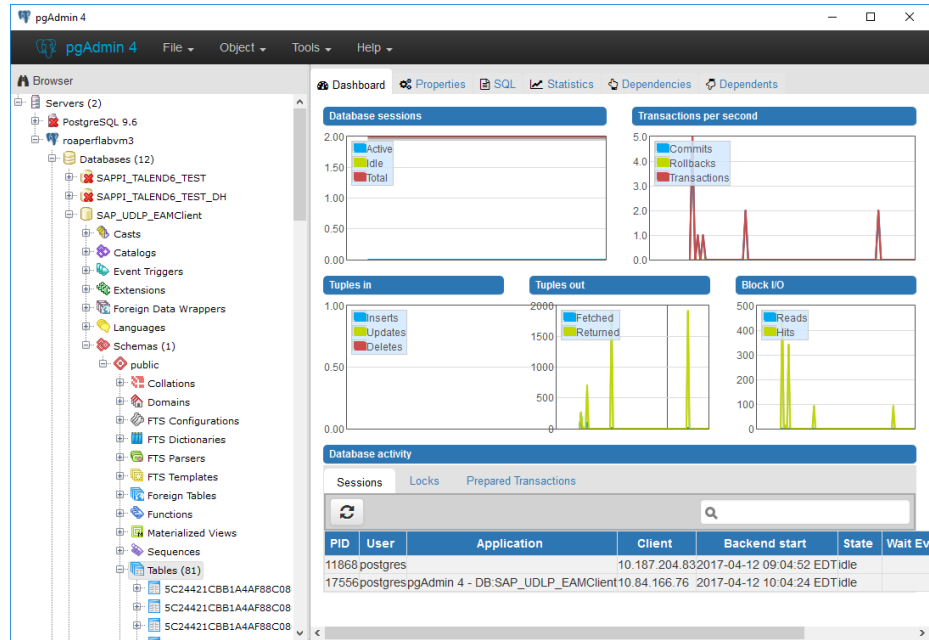 pgAdmin 4
pgAdmin 4 File Object Tools Help
Browser
Servers (2)
PostgreSQL 9.6
roaperflabvm3
Databases (12)
SAPPI_TALEND6_TEST
SAPPI_TALEND6_TEST_DH
SAP_UDLP_EAMClient
Casts
Catalogs
Event Triggers
Extensions
Foreign Data Wrappers
Languages
Schemas (1)
public
Collations
Domains
FTS Configurations
FTS Dictionaries
FTS Parsers
FTS Templates
Foreign Tables
Functions
Materialized Views
Sequences
Tables (81)
5C24421CBB1A4AF88C08
5C24421CBB1A4AF88C08
5C24421CBB1A4AF88C08
Dashboard Properties SQL Statistics Dependencies Dependents
Database sessions
2.00
1.50
1.00
0.50
0.00
Active
Idle
Total
Transactions per second
5.0
4.0
3.0
2.0
1.0
0.0
Commits
Rollbacks
Transactions
Tuples in
1.00
0.50
0.00
Inserts
Updates
Deletes
Tuples out
2000
1500
1000
500
0
Fetched
Returned
Block I/O
500
400
300
200
100
0
Reads
Hits
Database activity
Sessions Locks Prepared Transactions
PID User Application Client Backend start State Wait Ev
11868 postgres 10.187.204.83 2017-04-12 09:04:52 EDT idle
17556 postgres pgAdmin 4 - DB:SAP_UDLP_EAMClient 10.84.166.76 2017-04-12 10:04:24 EDT idle